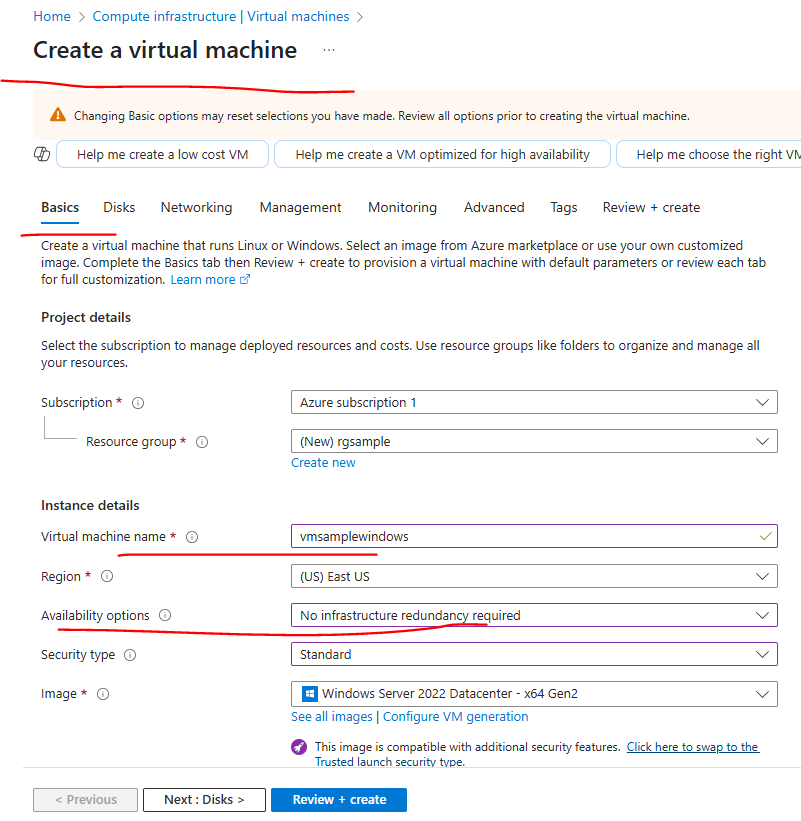 Home > Compute infrastructure | Virtual machines >
Create a virtual machine ...
Changing Basic options may reset selections you have made. Review all options prior to creating the virtual machine.
Help me create a low cost VM Help me create a VM optimized for high availability Help me choose the right VM
Basics Disks Networking Management Monitoring Advanced Tags Review + create
Create a virtual machine that runs Linux or Windows. Select an image from Azure marketplace or use your own customized
image. Complete the Basics tab then Review + create to provision a virtual machine with default parameters or review each tab
for full customization. Learn more
Project details
Select the subscription to manage deployed resources and costs. Use resource groups like folders to organize and manage all
your resources.
Subscription * Azure subscription 1
Resource group * (New) rgsample
Create new
Instance details
Virtual machine name * vmsamplewindows
Region * (US) East US
Availability options No infrastructure redundancy required
Security type Standard
Image * Windows Server 2022 Datacenter - x64 Gen2
See all images | Configure VM generation
This image is compatible with additional security features. Click here to swap to the
Trusted launch security type.
< Previous Next : Disks > Review + create